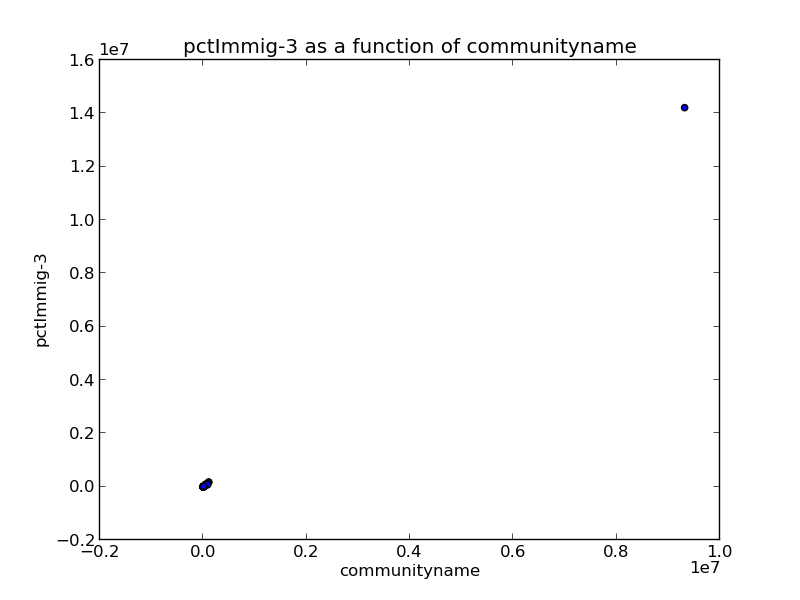 pctImmig-3 as a function of communityname
1e7
1.6
1.4
1.2
1.0
0.8
0.6
0.4
0.2
0.0
−0.2
pctImmig-3
−0.2 0.0 0.2 0.4 0.6 0.8 1.0
1e7
communityname